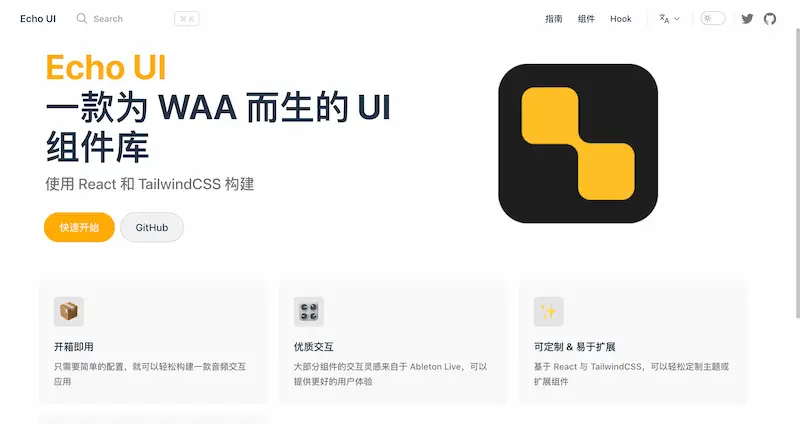 Echo UI
Search
⌘ K
指南
组件
Hook
Echo UI
一款为 WAA 而生的 UI
组件库
使用 React 和 TailwindCSS 构建
快速开始
GitHub
开箱即用
只需要简单的配置，就可以轻松构建一款音频交互
应用
优质交互
大部分组件的交互灵感来自于 Ableton Live，可以
提供更好的用户体验
可定制 & 易于扩展
基于 React 与 TailwindCSS，可以轻松定制主题或
扩展组件